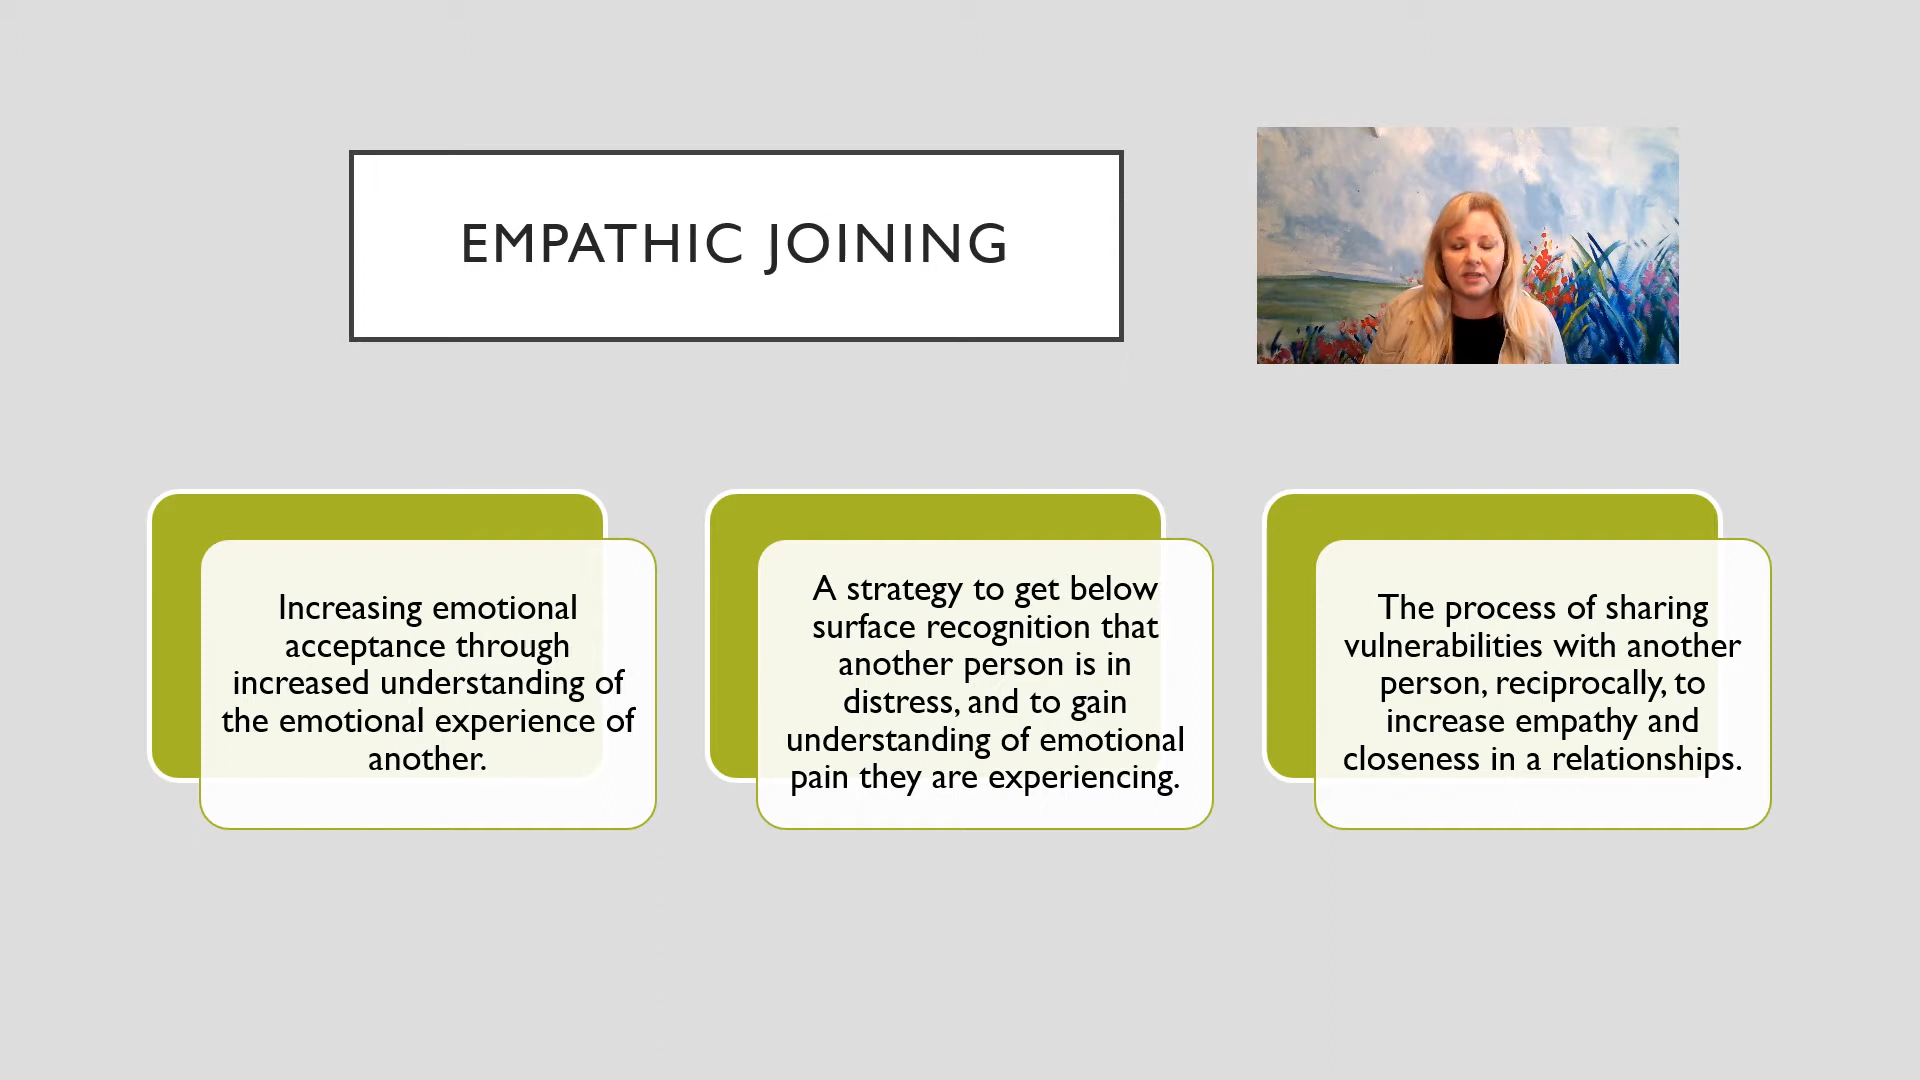 EMPATHIC JOINING
Increasing emotional
acceptance through
increased understanding of
the emotional experience of
another.
A strategy to get below
surface recognition that
another person is in
distress, and to gain
understanding of emotional
pain they are experiencing.
The process of sharing
vulnerabilities with another
person, reciprocally, to
increase empathy and
closeness in a relationships.